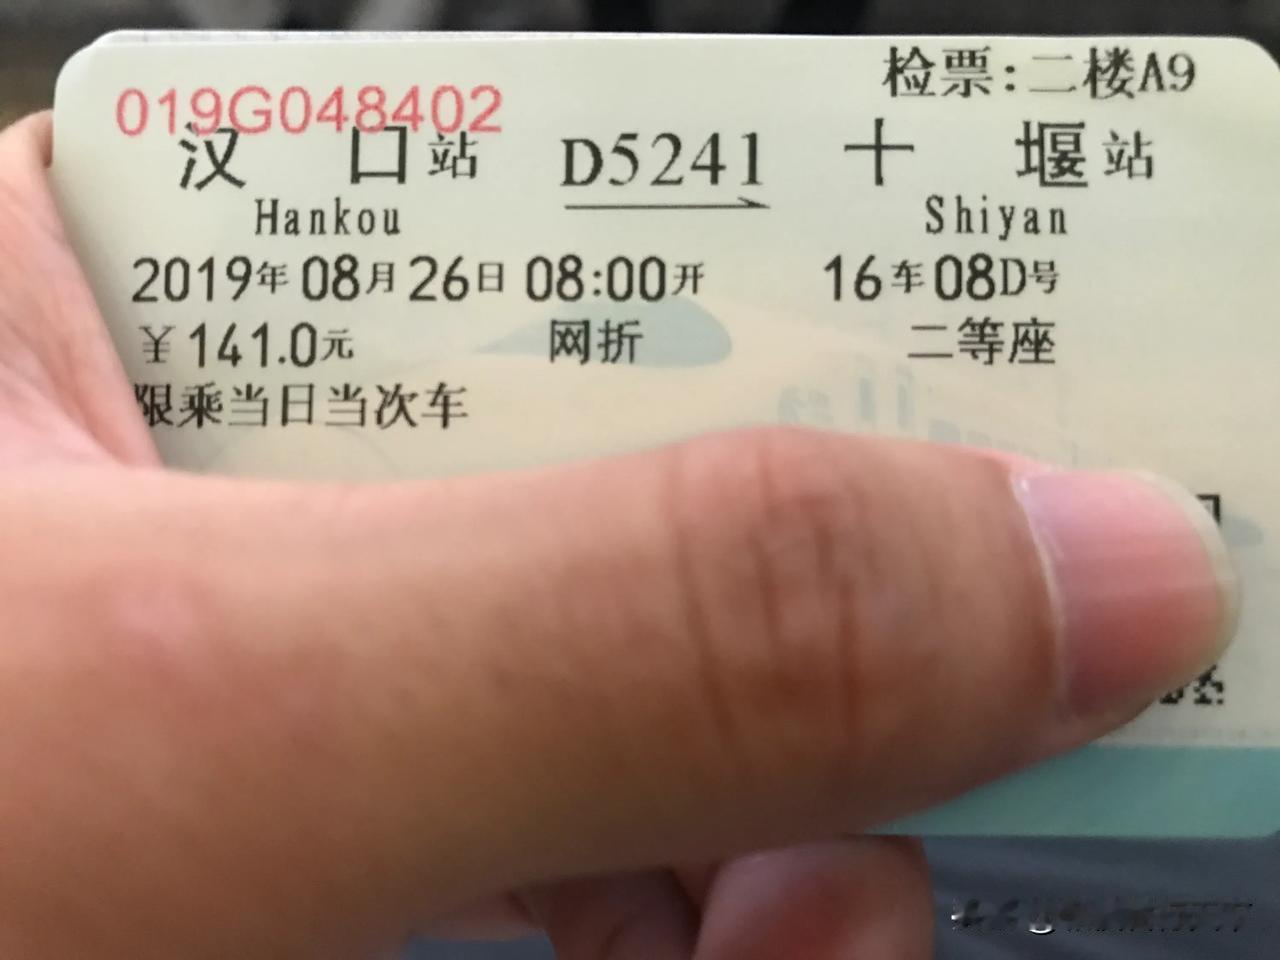 检票:二楼A9
019G048402
汉口站 D5241 十堰站
Hankou Shiyan
2019年08月26日 08:00开 16车08D号
¥141.0元 网折 二等座
限乘当日当次车